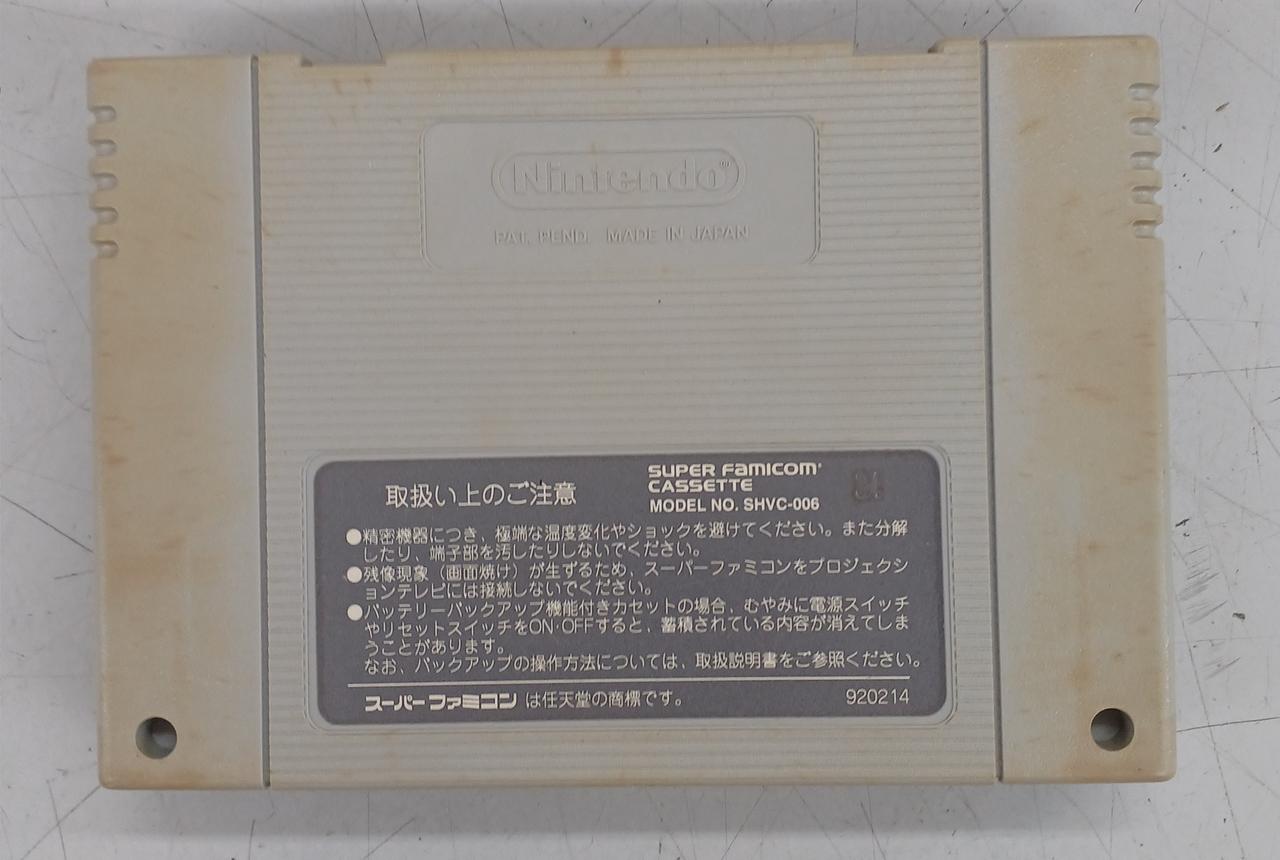 Nintendo
PAT. PEND. MADE IN JAPAN
取扱い上のご注意
SUPER FAMICOM
CASSETTE
MODEL NO. SHVC-006
●精密機器につき、極端な温度変化やショックを避けてください。また分解
したり、端子部を汚したりしないでください。
●残像現象（画面焼け）が生ずるため、スーパーファミコンをプロジェクシ
ョンテレビには接続しないでください。
●バッテリーバックアップ機能付きカセットの場合、むやみに電源スイッチ
やリセットスイッチをON・OFFすると、蓄積されている内容が消えてしま
うことがあります。
なお、バックアップの操作方法については、取扱説明書をご参照ください。
スーパーファミコンは任天堂の商標です。
920214